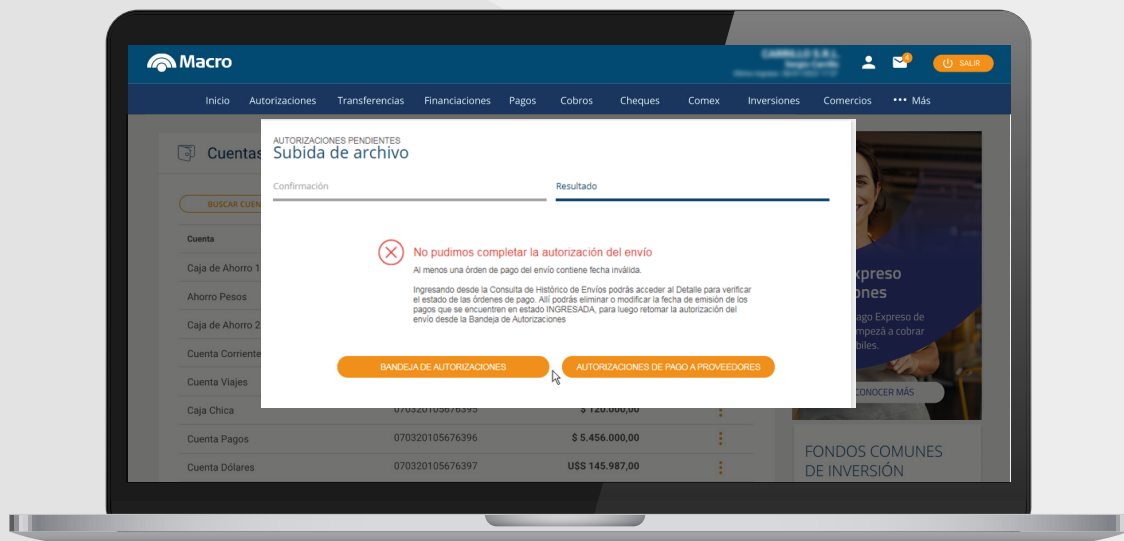 Macro
4
SALIR
Inicio Autorizaciones Transferencias Financiaciones Pagos Cobros Cheques Comex Inversiones Comercios ••• Más
Cuentas
BUSCAR CUEN
Cuenta
Caja de Ahorro 1
Ahorro Pesos
Caja de Ahorro 2
Cuenta Corriente
Cuenta Viajes
Caja Chica 070320105676395 $ 120.000,00
Cuenta Pagos 070320105676396 $ 5.456.000,00
Cuenta Dólares 070320105676397 U$S 145.987,00
AUTORIZACIONES PENDIENTES
Subida de archivo
Confirmación Resultado
No pudimos completar la autorización del envío
Al menos una órden de pago del envío contiene fecha inválida.
Ingresando desde la Consulta de Histórico de Envíos podrás acceder al Detalle para verificar
el estado de las órdenes de pago. Allí podrás eliminar o modificar la fecha de emisión de los
pagos que se encuentren en estado INGRESADA, para luego retomar la autorización del
envío desde la Bandeja de Autorizaciones
BANDEJA DE AUTORIZACIONES AUTORIZACIONES DE PAGO A PROVEEDORES
xpreso
ones
ago Expreso de
mpezá a cobrar
biles.
CONOCER MÁS
FONDOS COMUNES
DE INVERSIÓN